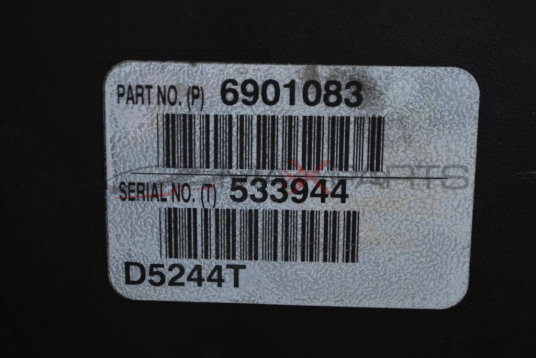 PART NO. (P) 6901083
SERIAL NO. (T) 533944
D5244T